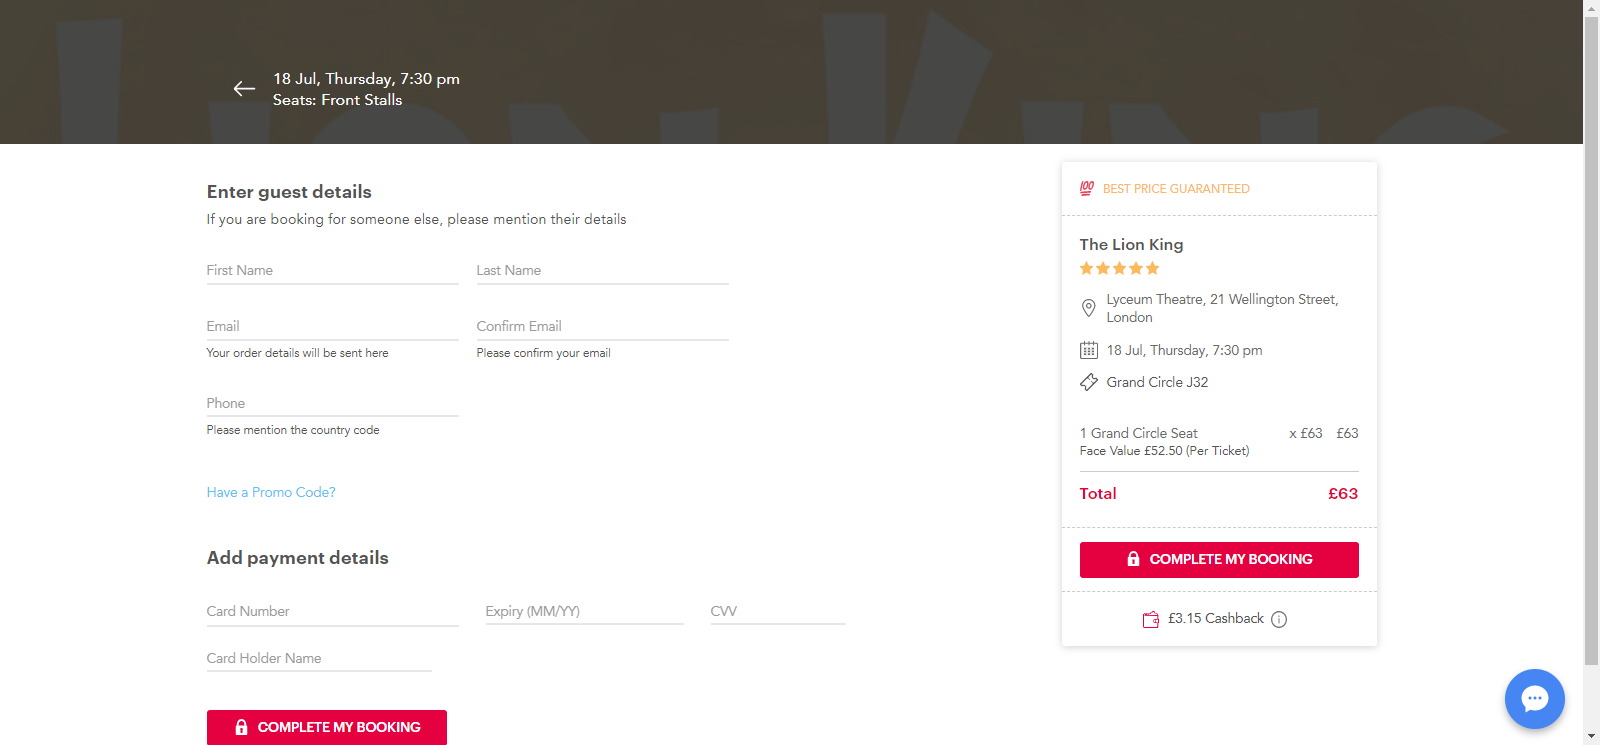 LION KING
18 Jul, Thursday, 7:30 pm
Seats: Front Stalls
Enter guest details
If you are booking for someone else, please mention their details
First Name
Last Name
Email
Confirm Email
Your order details will be sent here
Please confirm your email
Phone
Please mention the country code
Have a Promo Code?
Add payment details
Card Number
Expiry (MM/YY)
CVV
Card Holder Name
COMPLETE MY BOOKING
100
BEST PRICE GUARANTEED
The Lion King
Lyceum Theatre, 21 Wellington Street,
London
18 Jul, Thursday, 7:30 pm
Grand Circle J32
1 Grand Circle Seat x £63 £63
Face Value £52.50 (Per Ticket)
Total £63
COMPLETE MY BOOKING
£3.15 Cashback